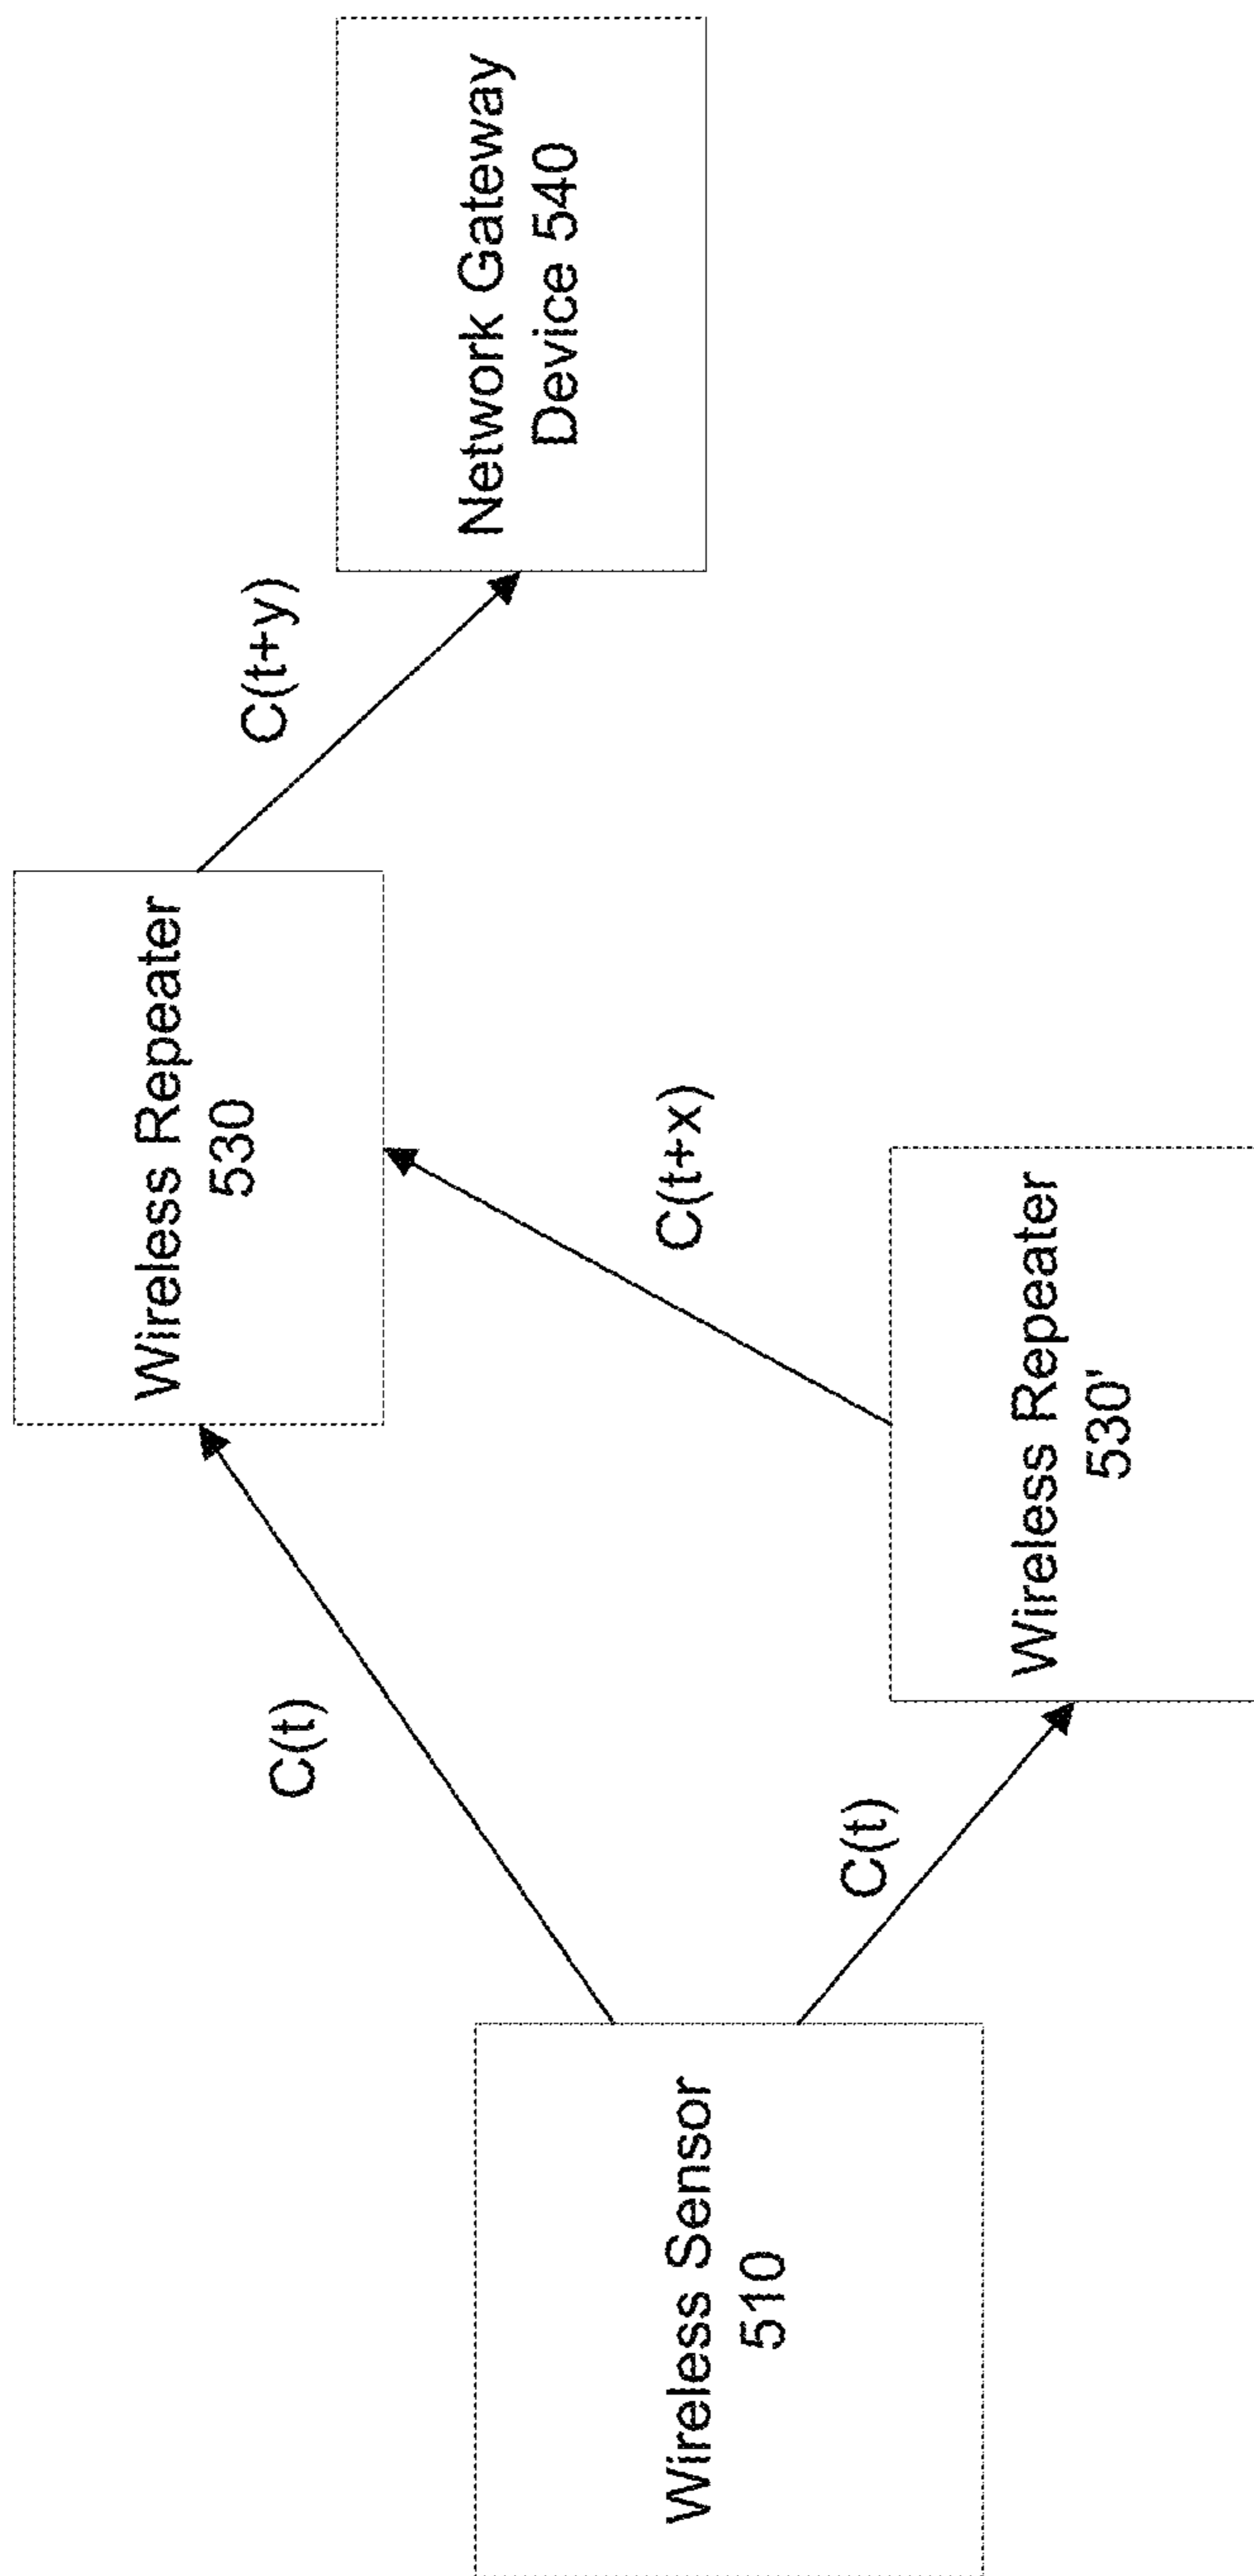 Wireless Sensor
510
C(t)
C(t)
Wireless Repeater
530
Wireless Repeater
530'
C(t+x)
C(t+y)
Network Gateway
Device 540